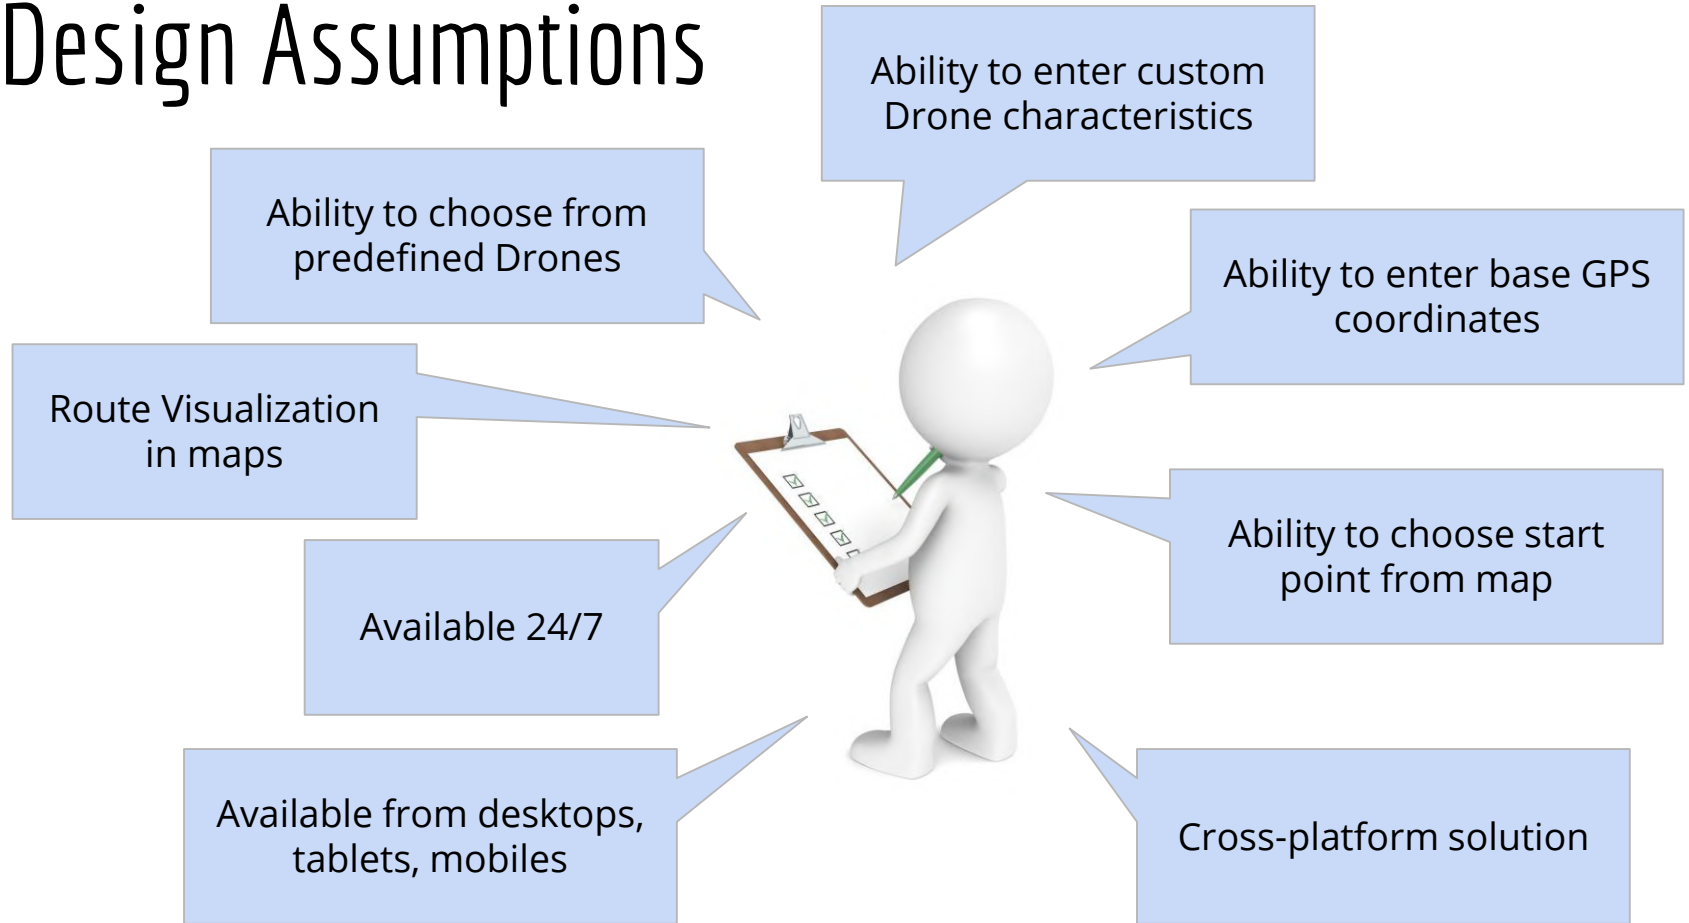 Design Assumptions
Ability to enter custom
Drone characteristics
Ability to choose from
predefined Drones
Ability to enter base GPS
coordinates
Route Visualization
in maps
Ability to choose start
point from map
Available 24/7
Available from desktops,
tablets, mobiles
Cross-platform solution